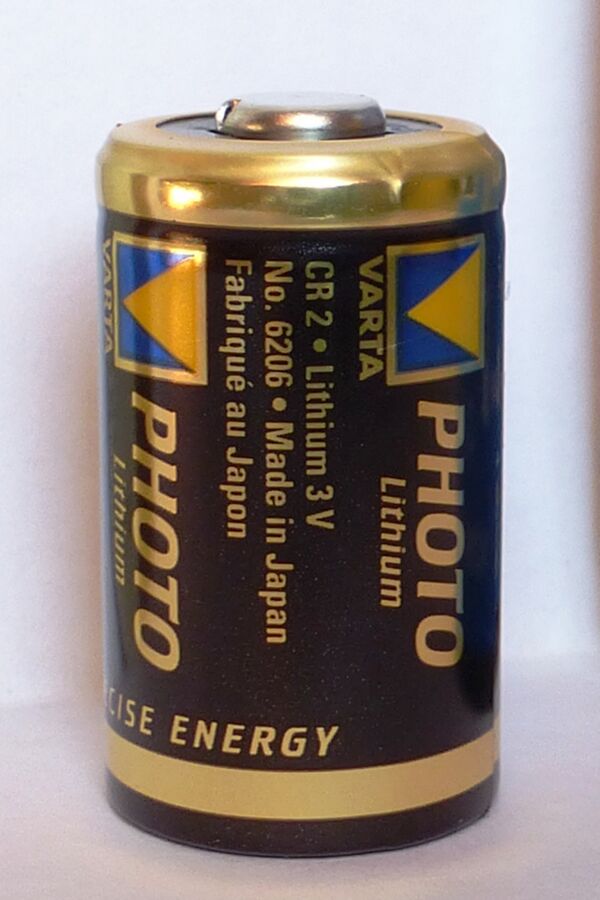 VARTA
PHOTO
Lithium
CR 2 • Lithium 3 V
No. 6206 • Made in Japan
Fabriqué au Japon
VARTA
PHOTO
Lithium
ENERGY